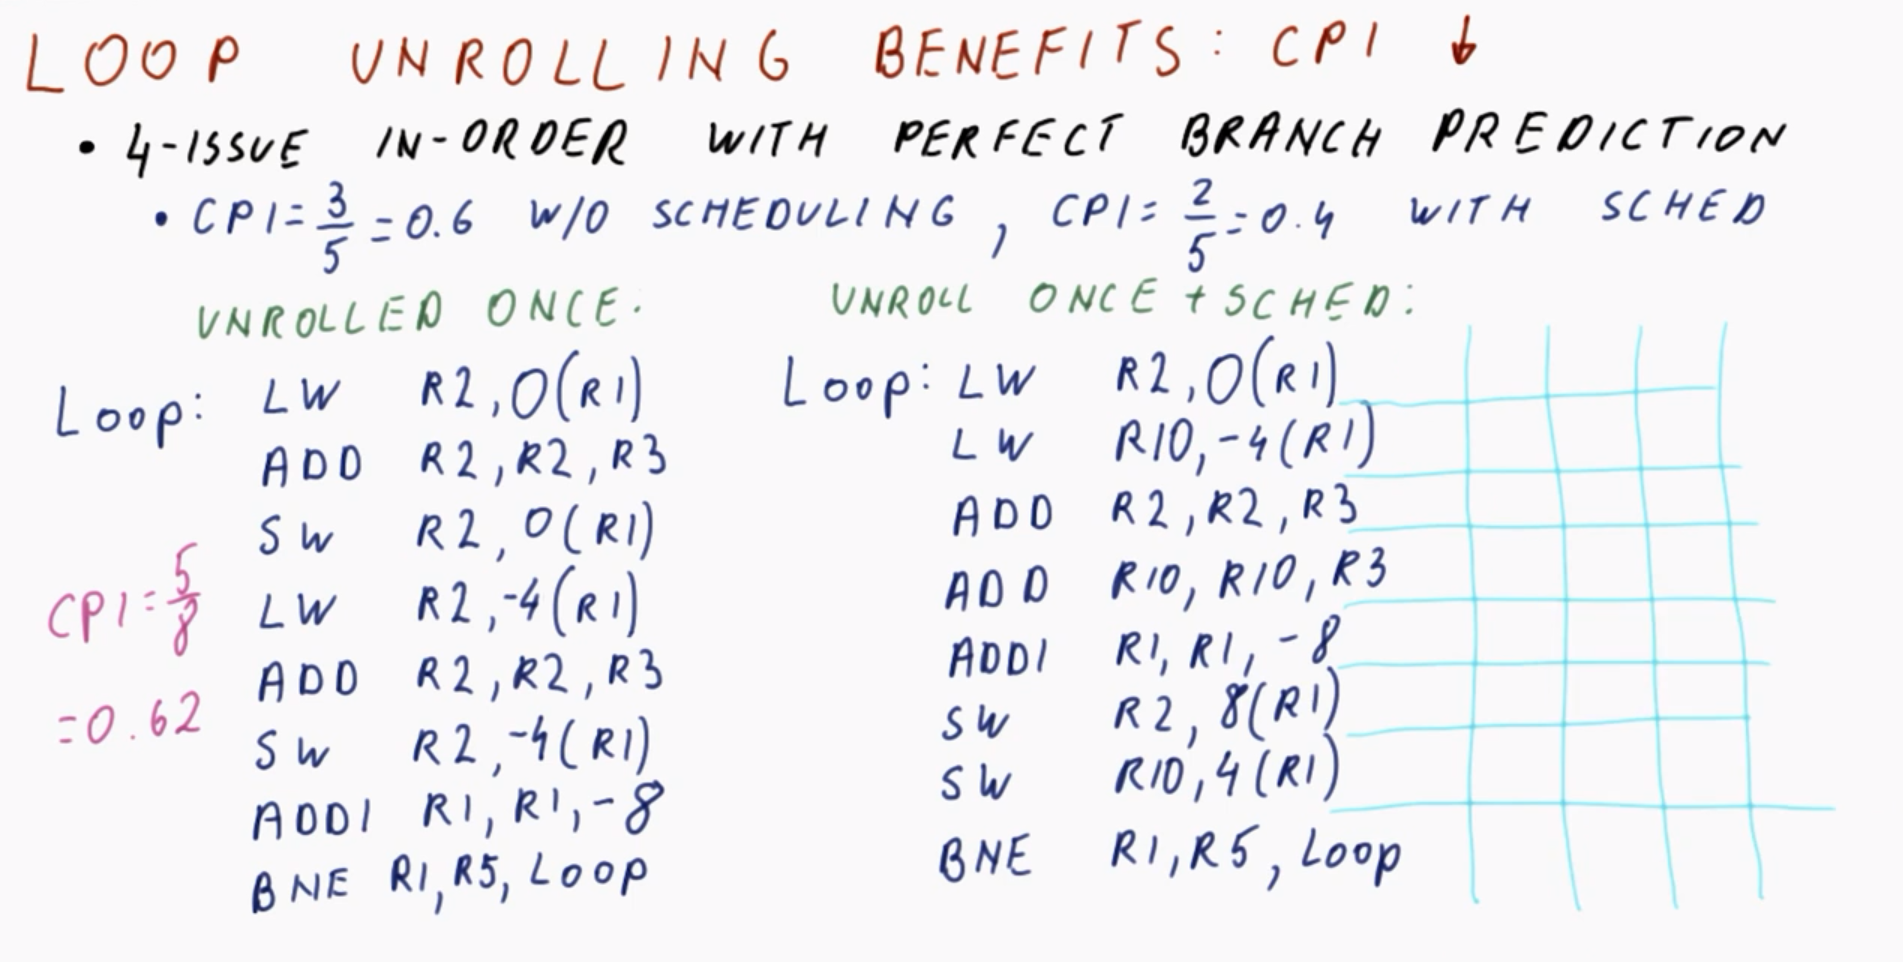 LOOP UNROLLING BENEFITS: CPI ↓
• 4-ISSUE IN-ORDER WITH PERFECT BRANCH PREDICTION
• CPI = 3/5 = 0.6 W/O SCHEDULING, CPI = 2/5 = 0.4 WITH SCHED
UNROLLED ONCE:
Loop: LW R2, 0(R1)
ADD R2, R2, R3
SW R2, 0(R1)
LW R2, -4(R1)
ADD R2, R2, R3
SW R2, -4(R1)
ADDI R1, R1, -8
BNE R1, R5, Loop
CPI = 5/8
= 0.62
UNROLL ONCE + SCHED:
Loop: LW R2, 0(R1)
LW R10, -4(R1)
ADD R2, R2, R3
ADD R10, R10, R3
ADDI R1, R1, -8
SW R2, 8(R1)
SW R10, 4(R1)
BNE R1, R5, Loop